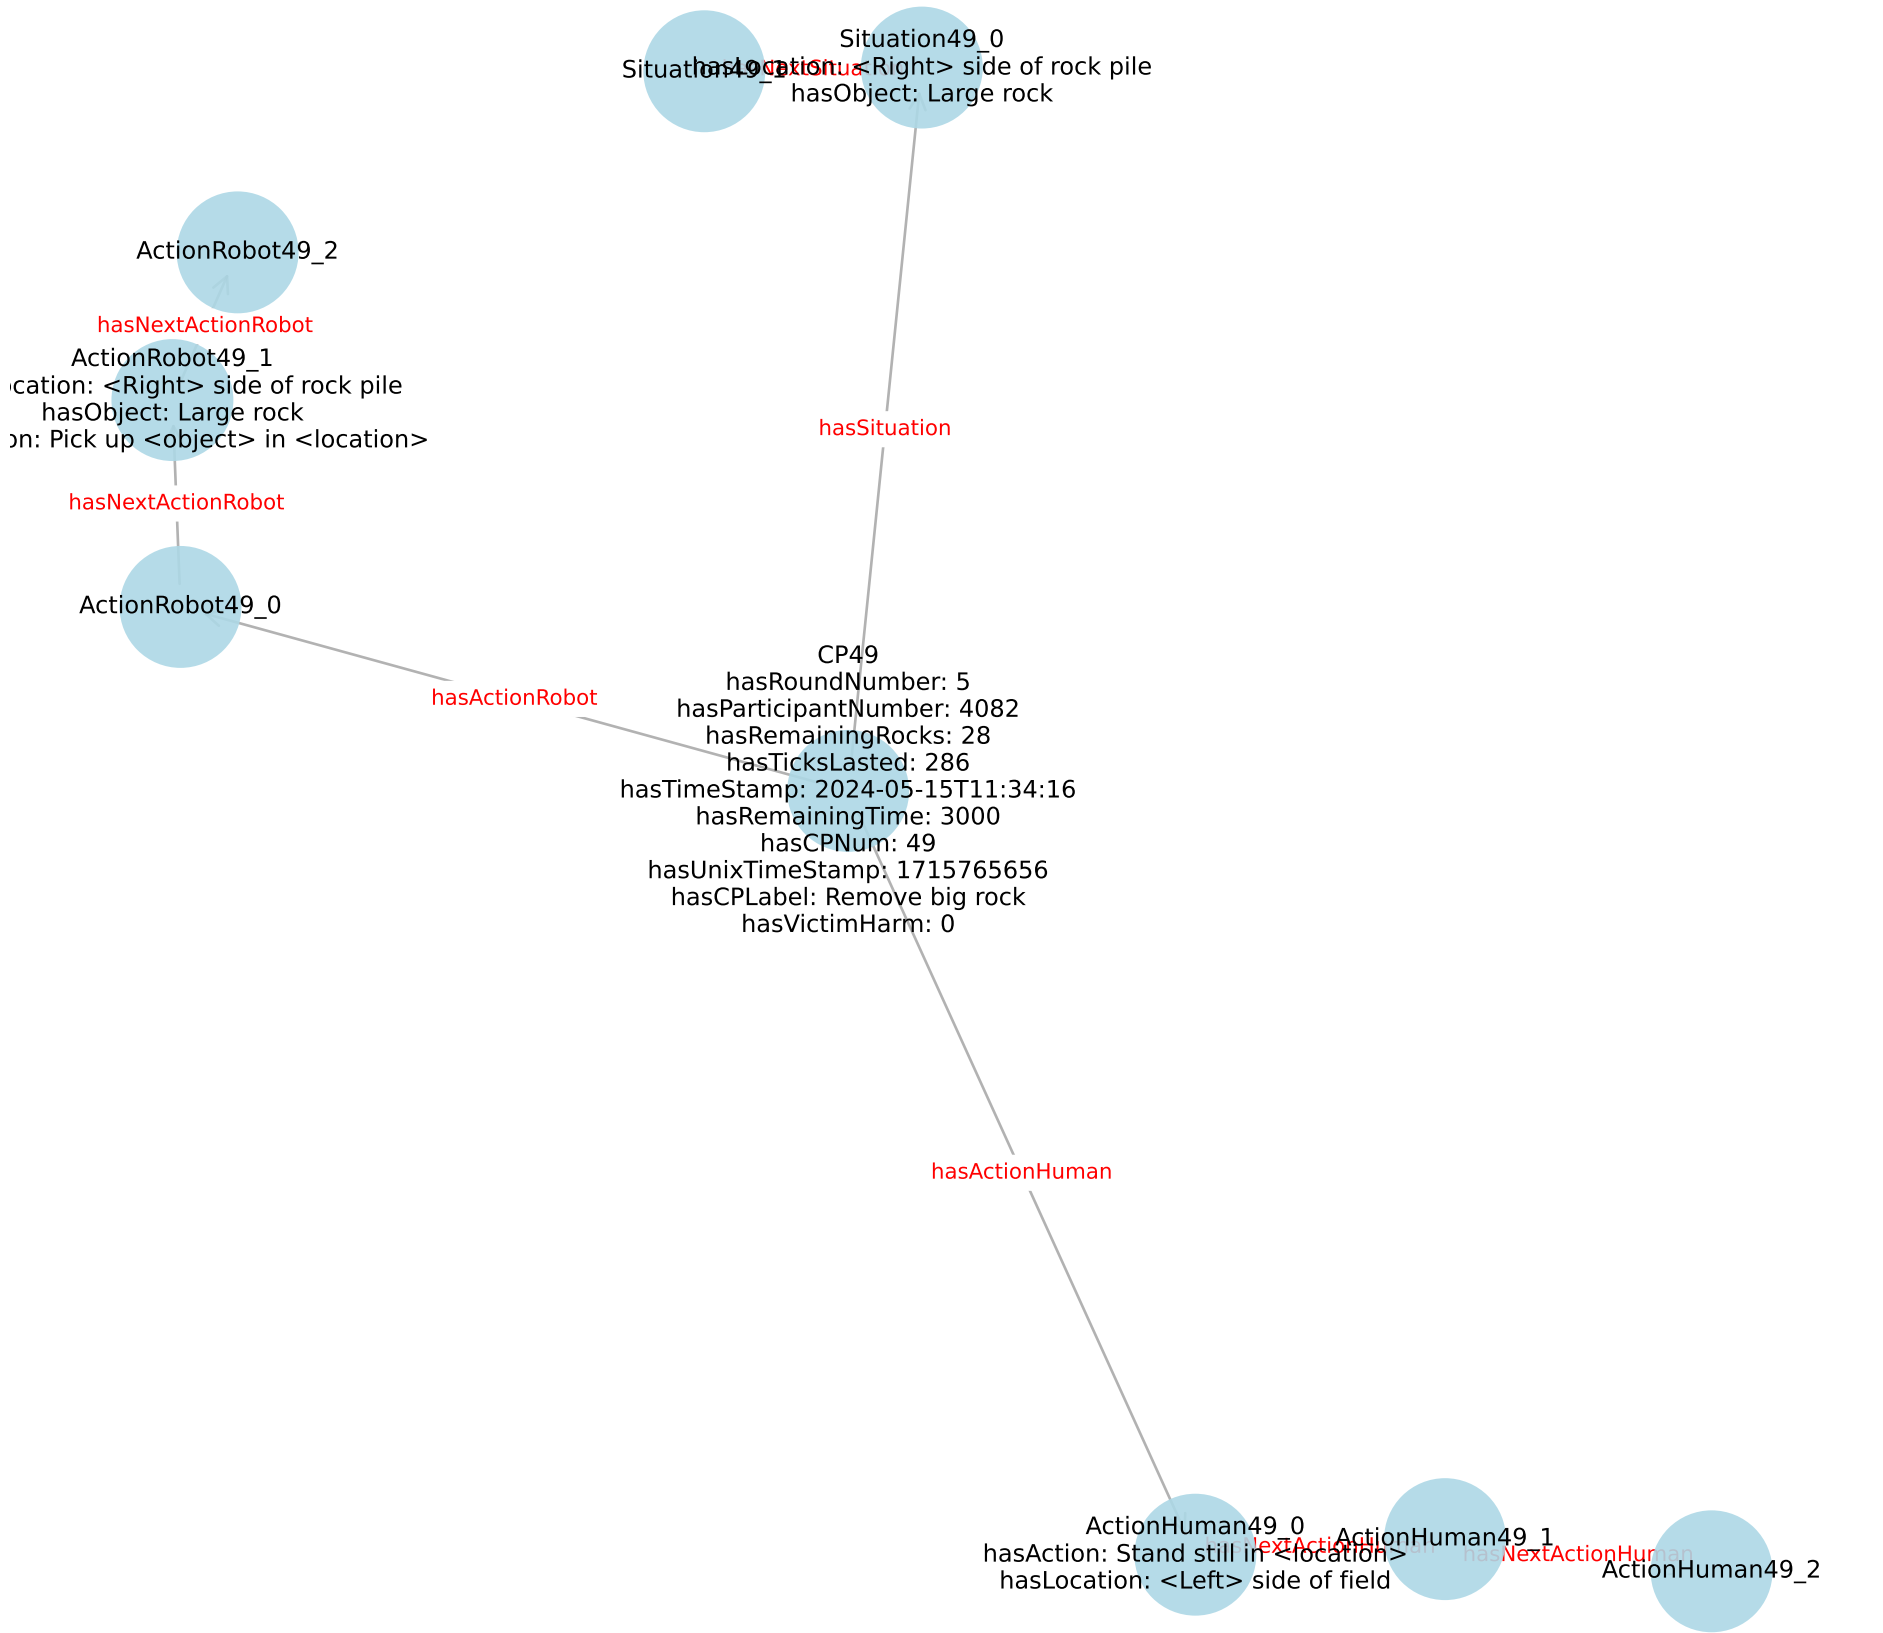 Situation49_0
Situation49_1
hasLocation: <Right> side of rock pile
hasObject: Large rock
ActionRobot49_2
hasNextActionRobot
ActionRobot49_1
ocation: <Right> side of rock pile
hasObject: Large rock
on: Pick up <object> in <location>
hasSituation
hasNextActionRobot
ActionRobot49_0
CP49
hasRoundNumber: 5
hasParticipantNumber: 4082
hasActionRobot
hasRemainingRocks: 28
hasTicksLasted: 286
hasTimeStamp: 2024-05-15T11:34:16
hasRemainingTime: 3000
hasCPNum: 49
hasUnixTimeStamp: 1715765656
hasCPLabel: Remove big rock
hasVictimHarm: 0
hasActionHuman
ActionHuman49_0
hasAction: Stand still in <location>
hasLocation: <Left> side of field
hasNextActionHuman
ActionHuman49_1
hasNextActionHuman
ActionHuman49_2